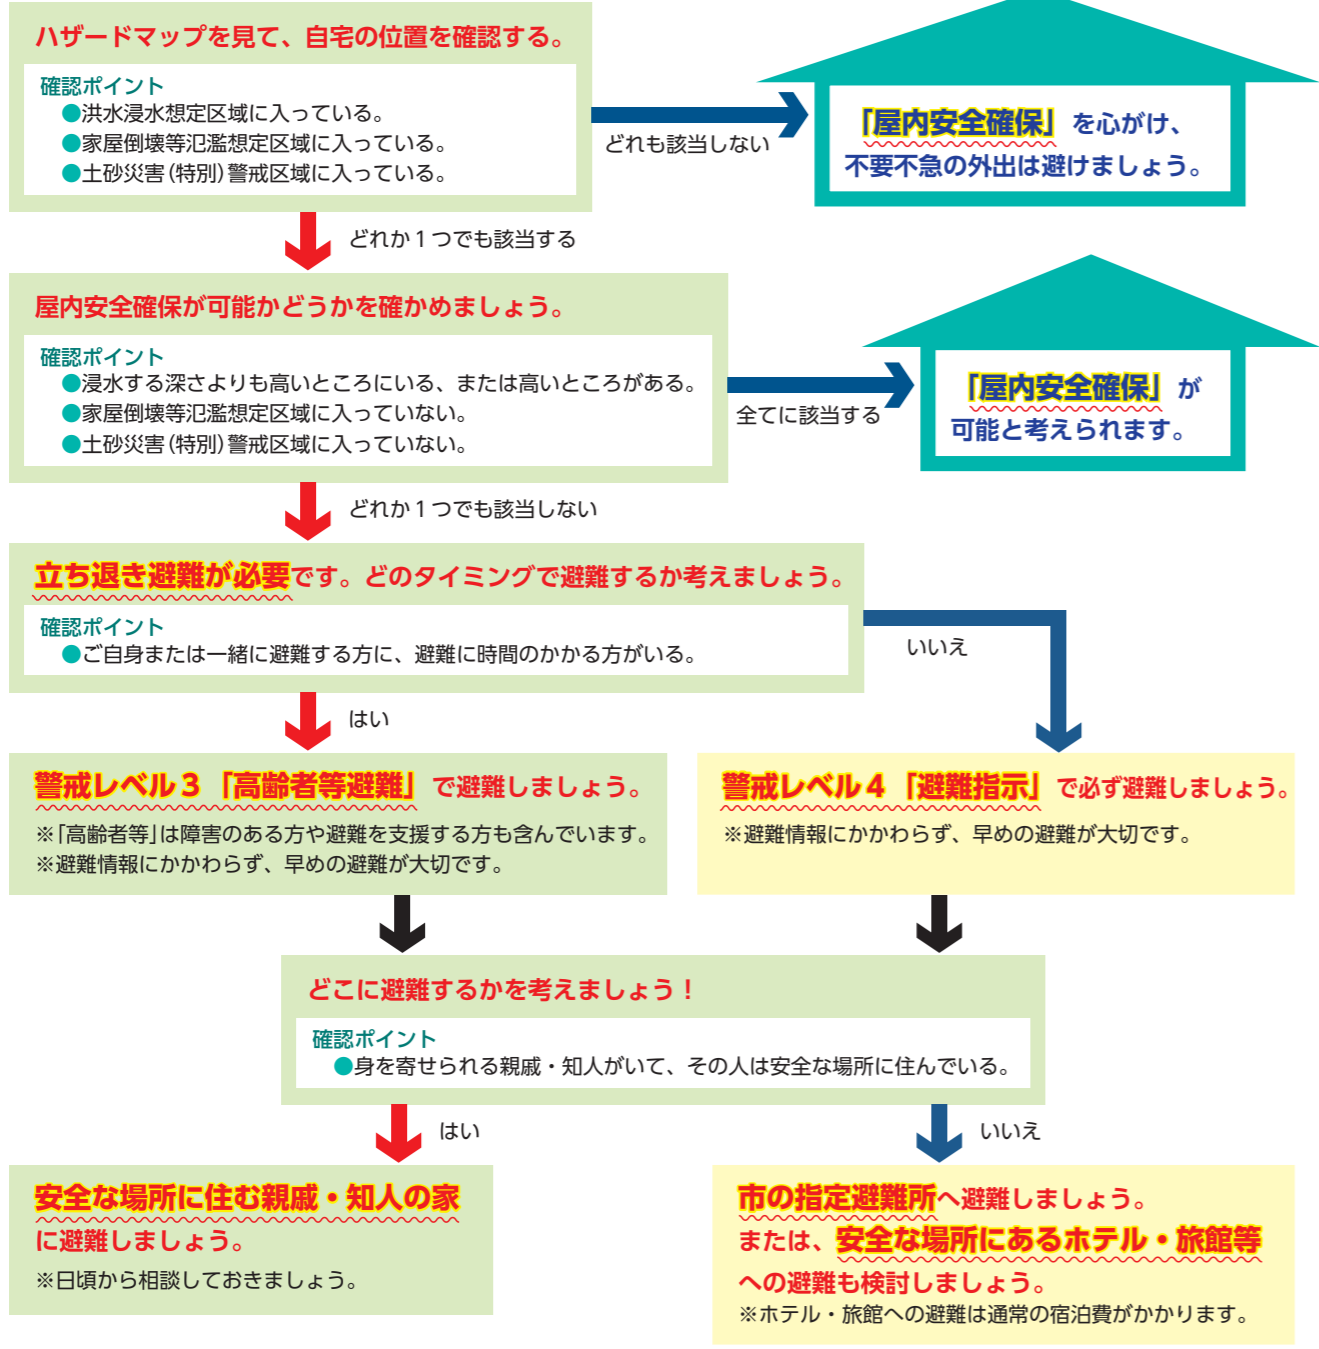 ハザードマップを見て、自宅の位置を確認する。
確認ポイント
●洪水浸水想定区域に入っている。
●家屋倒壊等氾濫想定区域に入っている。
●土砂災害(特別)警戒区域に入っている。
どれも該当しない
「屋内安全確保」を心がけ、
不要不急の外出は避けましょう。
どれか1つでも該当する
屋内安全確保が可能かどうかを確かめましょう。
確認ポイント
●浸水する深さよりも高いところにいる、または高いところがある。
●家屋倒壊等氾濫想定区域に入っていない。
●土砂災害(特別)警戒区域に入っていない。
全てに該当する
「屋内安全確保」が
可能と考えられます。
どれか1つでも該当しない
立ち退き避難が必要です。どのタイミングで避難するか考えましょう。
確認ポイント
●ご自身または一緒に避難する方に、避難に時間のかかる方がいる。
いいえ
はい
警戒レベル3「高齢者等避難」で避難しましょう。
※「高齢者等」は障害のある方や避難を支援する方も含んでいます。
※避難情報にかかわらず、早めの避難が大切です。
警戒レベル4「避難指示」で必ず避難しましょう。
※避難情報にかかわらず、早めの避難が大切です。
どこに避難するかを考えましょう!
確認ポイント
●身を寄せられる親戚・知人がいて、その人は安全な場所に住んでいる。
はい
いいえ
安全な場所に住む親戚・知人の家
に避難しましょう。
※日頃から相談しておきましょう。
市の指定避難所へ避難しましょう。
または、安全な場所にあるホテル・旅館等
への避難も検討しましょう。
※ホテル・旅館への避難は通常の宿泊費がかかります。